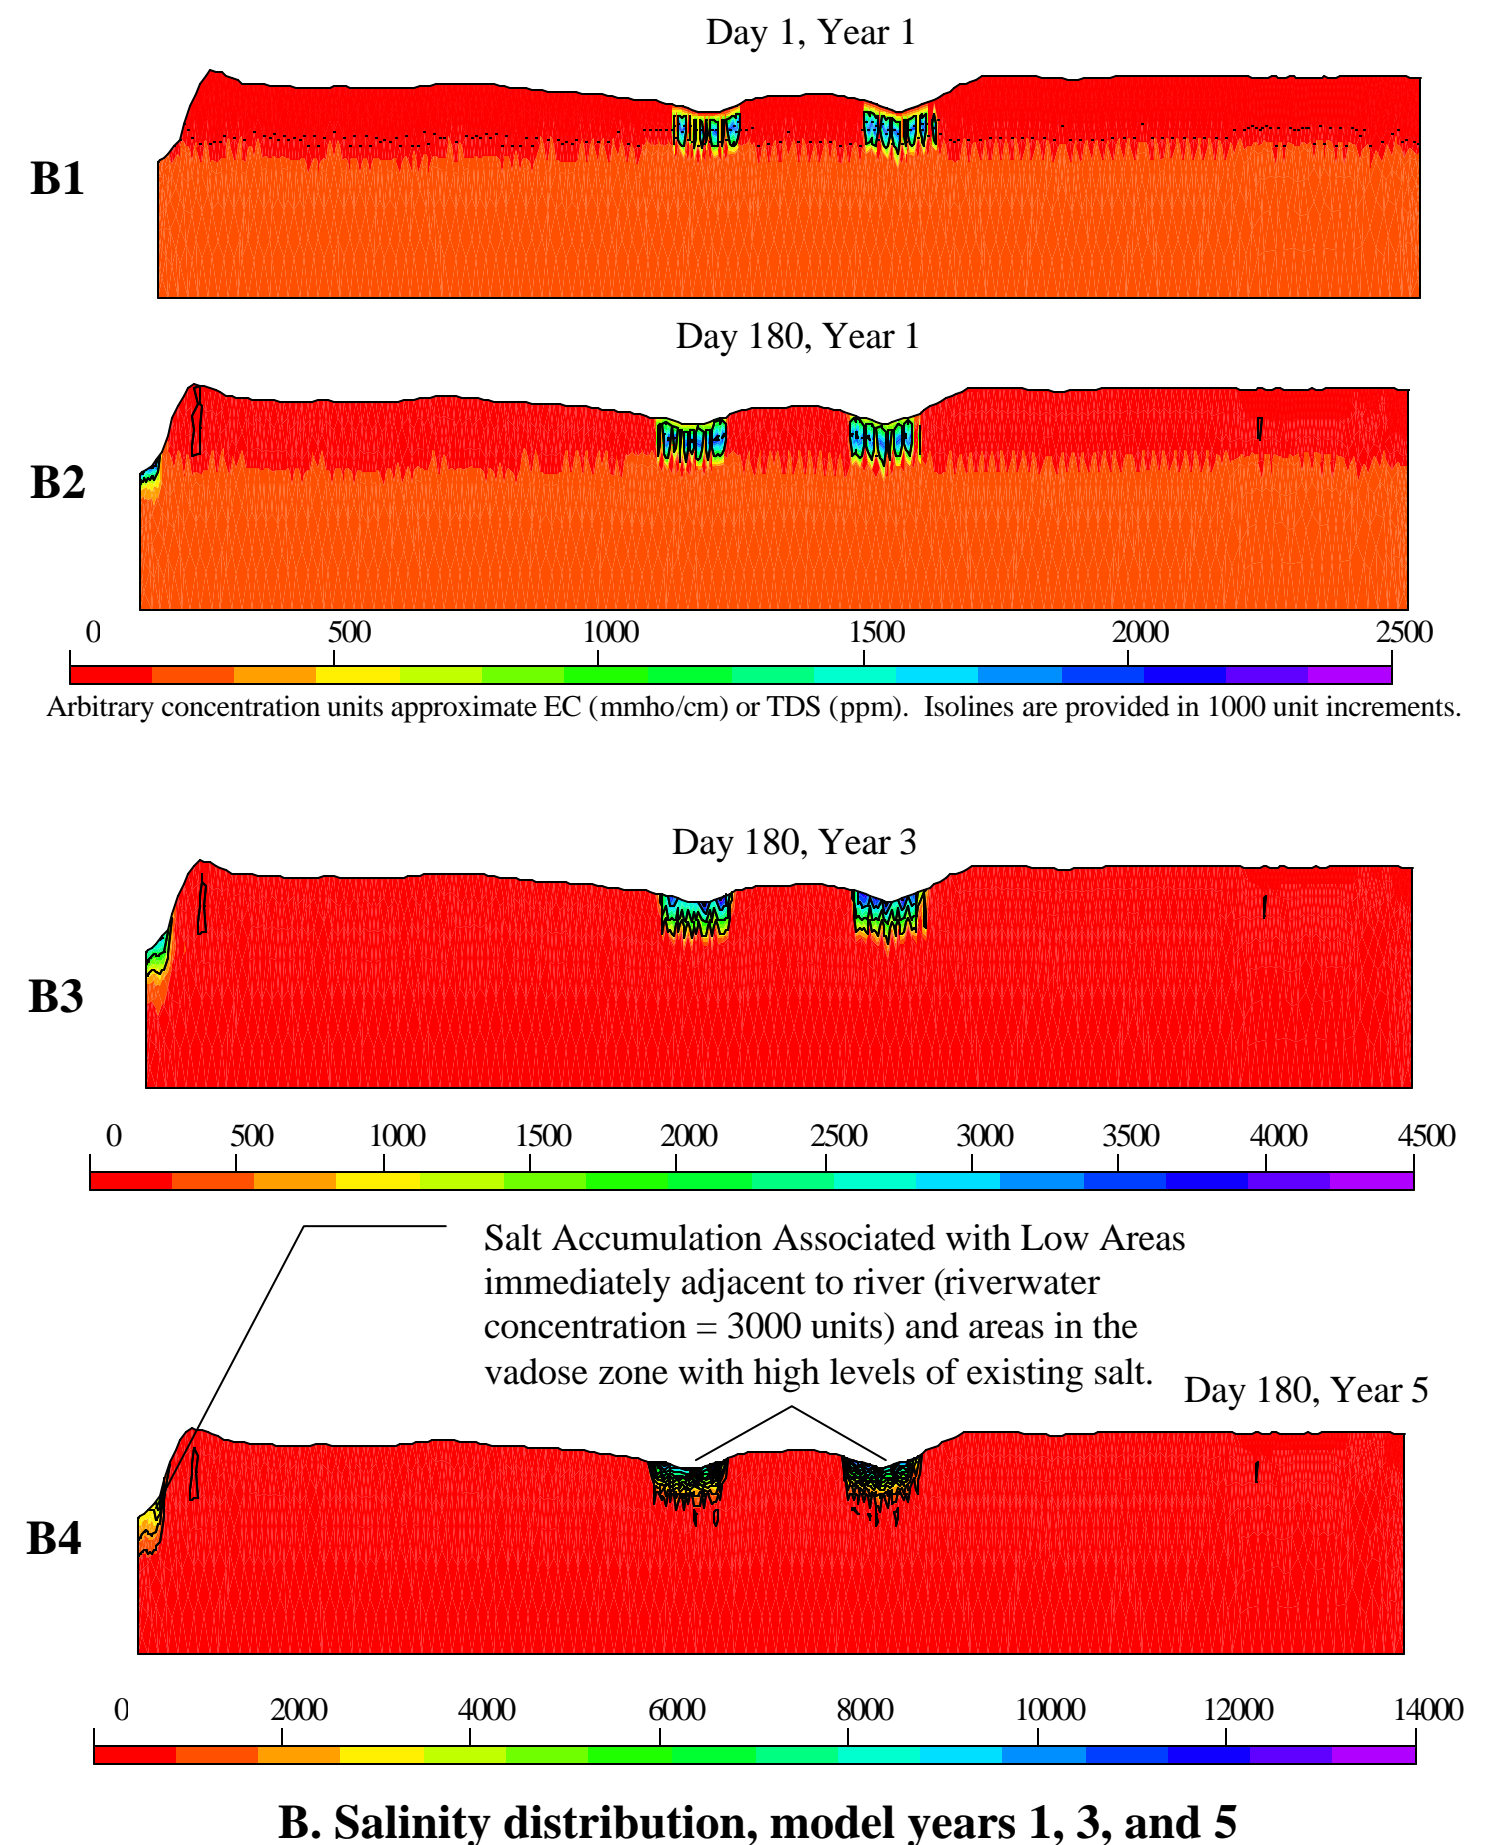 Day 1, Year 1
B1
Day 180, Year 1
B2
0 500 1000 1500 2000 2500
Arbitrary concentration units approximate EC (mmho/cm) or TDS (ppm). Isolines are provided in 1000 unit increments.
Day 180, Year 3
B3
0 500 1000 1500 2000 2500 3000 3500 4000 4500
Salt Accumulation Associated with Low Areas
immediately adjacent to river (riverwater
concentration = 3000 units) and areas in the
vadose zone with high levels of existing salt.
Day 180, Year 5
B4
0 2000 4000 6000 8000 10000 12000 14000
B. Salinity distribution, model years 1, 3, and 5